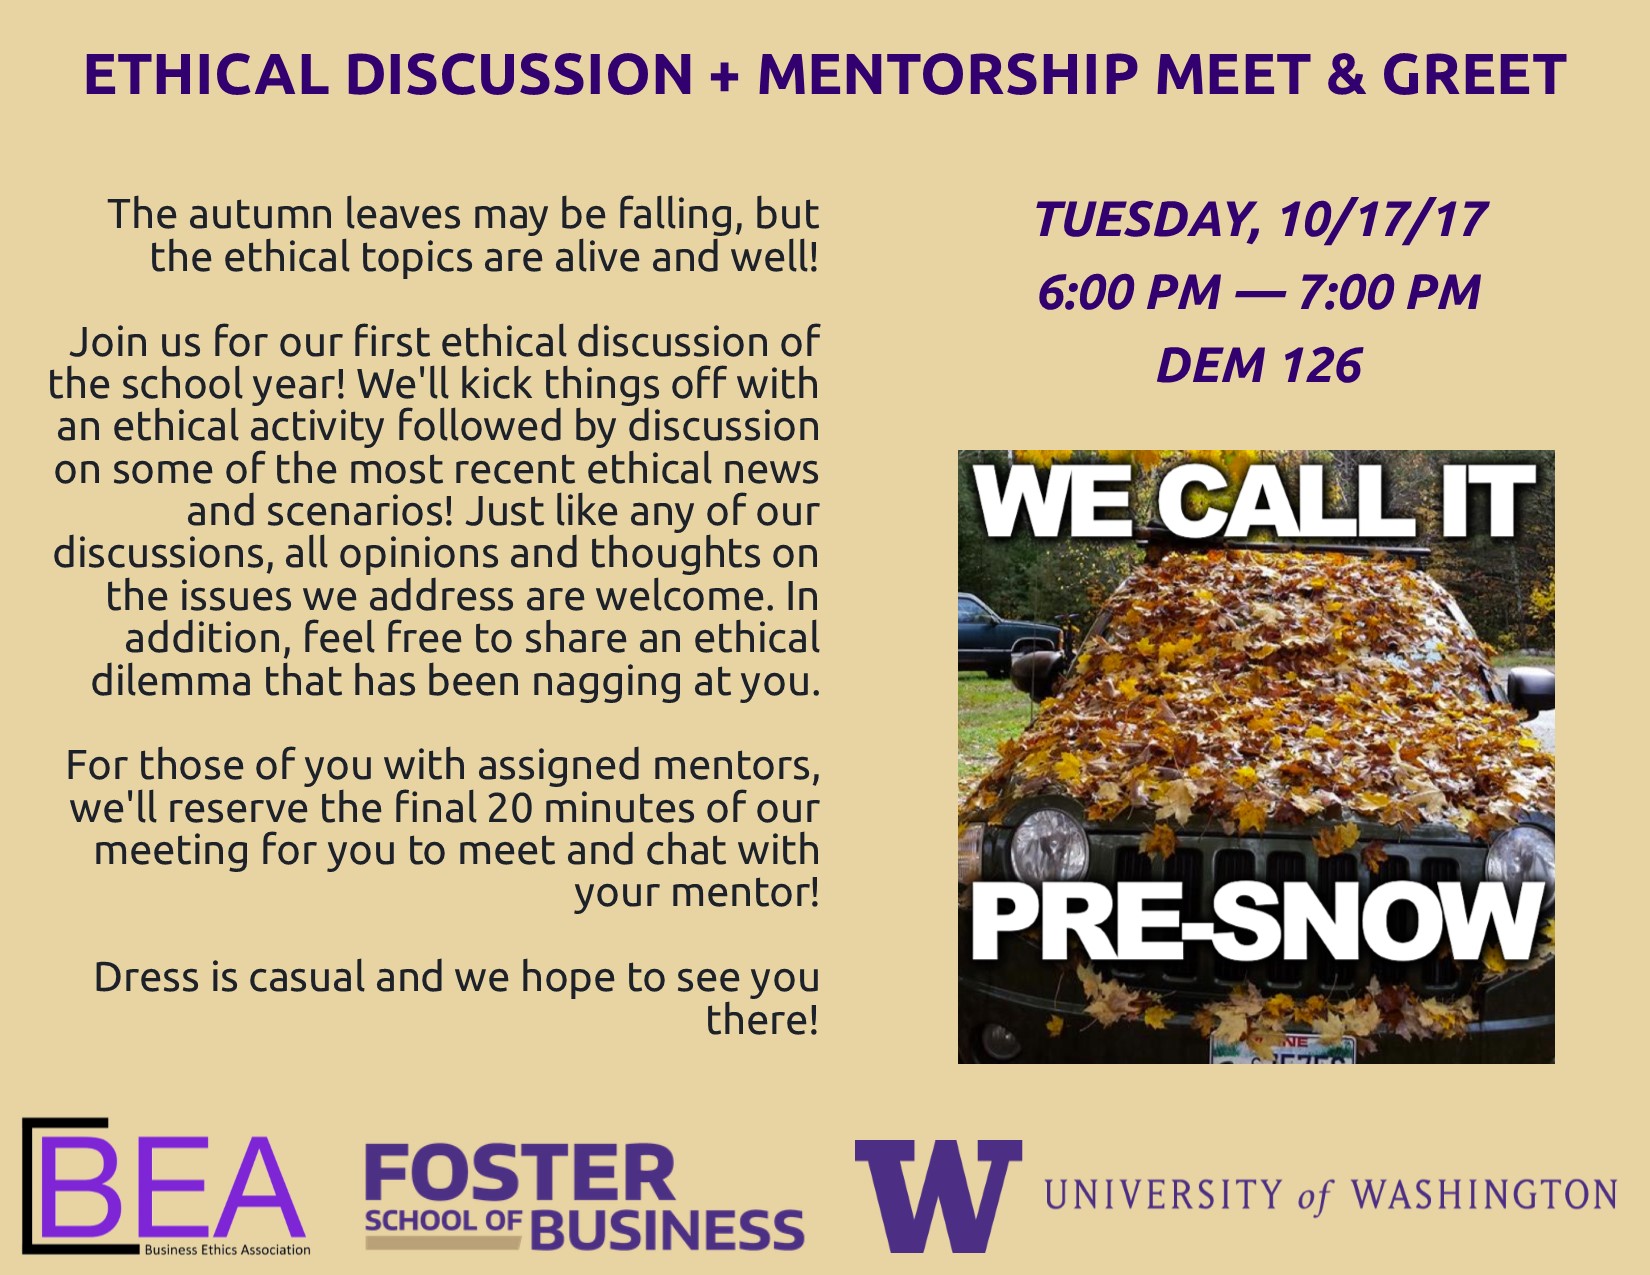 ETHICAL DISCUSSION + MENTORSHIP MEET & GREET
The autumn leaves may be falling, but
the ethical topics are alive and well!
Join us for our first ethical discussion of
the school year! We'll kick things off with
an ethical activity followed by discussion
on some of the most recent ethical news
and scenarios! Just like any of our
discussions, all opinions and thoughts on
the issues we address are welcome. In
addition, feel free to share an ethical
dilemma that has been nagging at you.
For those of you with assigned mentors,
we'll reserve the final 20 minutes of our
meeting for you to meet and chat with
your mentor!
Dress is casual and we hope to see you
there!
TUESDAY, 10/17/17
6:00 PM — 7:00 PM
DEM 126
WE CALL IT
PRE-SNOW
BEA
Business Ethics Association
FOSTER
SCHOOL OF BUSINESS
W UNIVERSITY of WASHINGTON